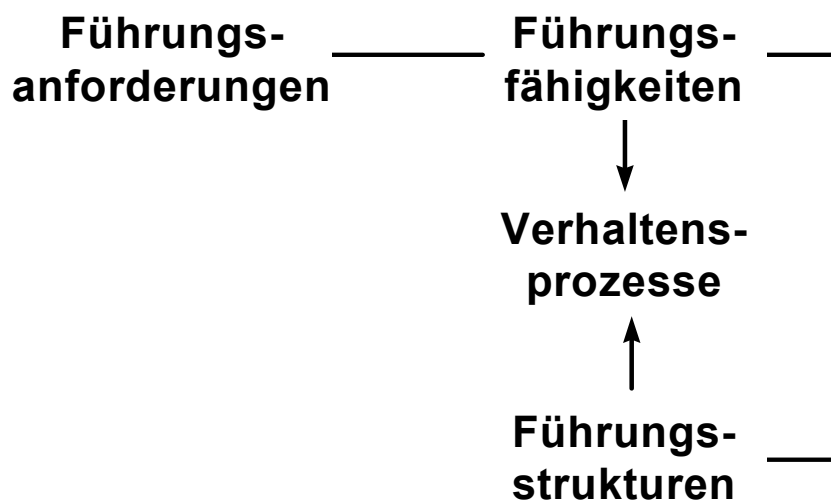 Führungs-
anforderungen
Führungs-
fähigkeiten
Verhaltens-
prozesse
Führungs-
strukturen